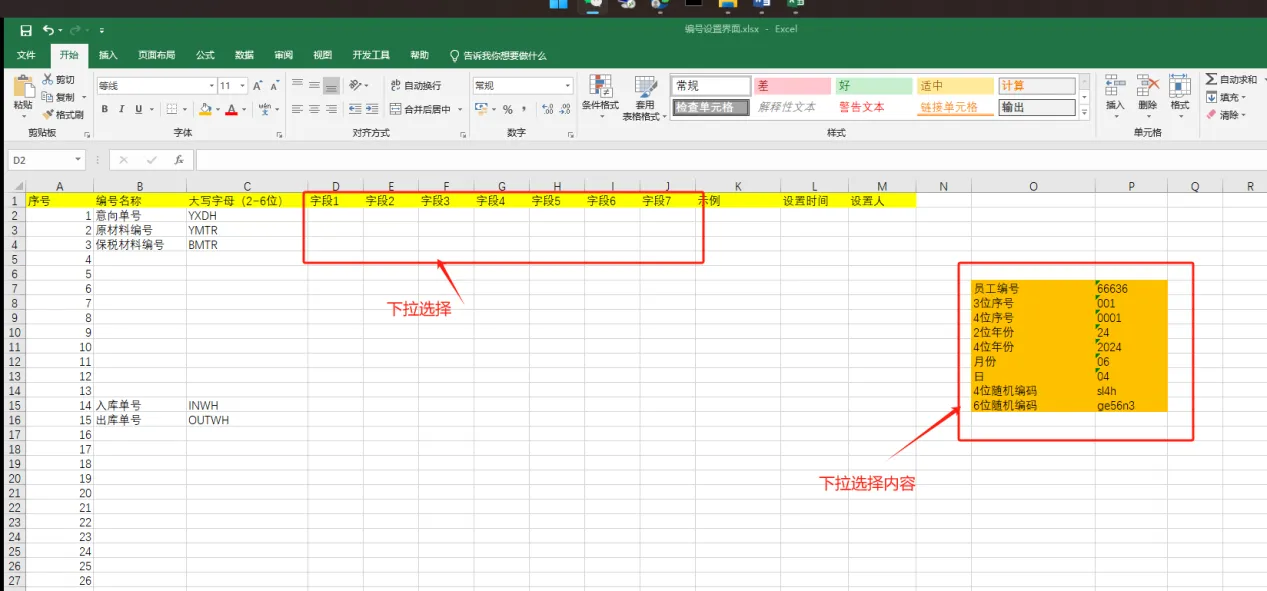 编号设置界面.xlsx - Excel
文件 开始 插入 页面布局 公式 数据 审阅 视图 开发工具 帮助 告诉我你想要做什么
粘贴 剪切 复制 格式刷 剪贴板
等线 11 A A B I U A 字体
自动换行 合并后居中 对齐方式
常规 % 数字
条件格式 套用表格格式
常规 差 好 适中 计算
检查单元格 解释性文本 警告文本 链接单元格 输出
样式
插入 删除 格式 单元格
自动求和 填充 清除
D2 fx
A B C D E F G H I J K L M N O P Q R
1 序号 编号名称 大写字母（2-6位） 字段1 字段2 字段3 字段4 字段5 字段6 字段7 示例 设置时间 设置人
2 1 意向单号 YXDH
3 2 原材料编号 YMTR
4 3 保税材料编号 BMTR
5 4
6 5
7 6 员工编号 66636
8 7 3位序号 001
9 8 4位序号 0001
10 9 2位年份 24
11 10 4位年份 2024
12 11 月份 06
13 12 日 04
14 13 4位随机编码 sl4h
15 14 入库单号 INWH 6位随机编码 ge56n3
16 15 出库单号 OUTWH
17 16
18 17
19 18
20 19
21 20
22 21
23 22
24 23
25 24
26 25
27 26
下拉选择
下拉选择内容